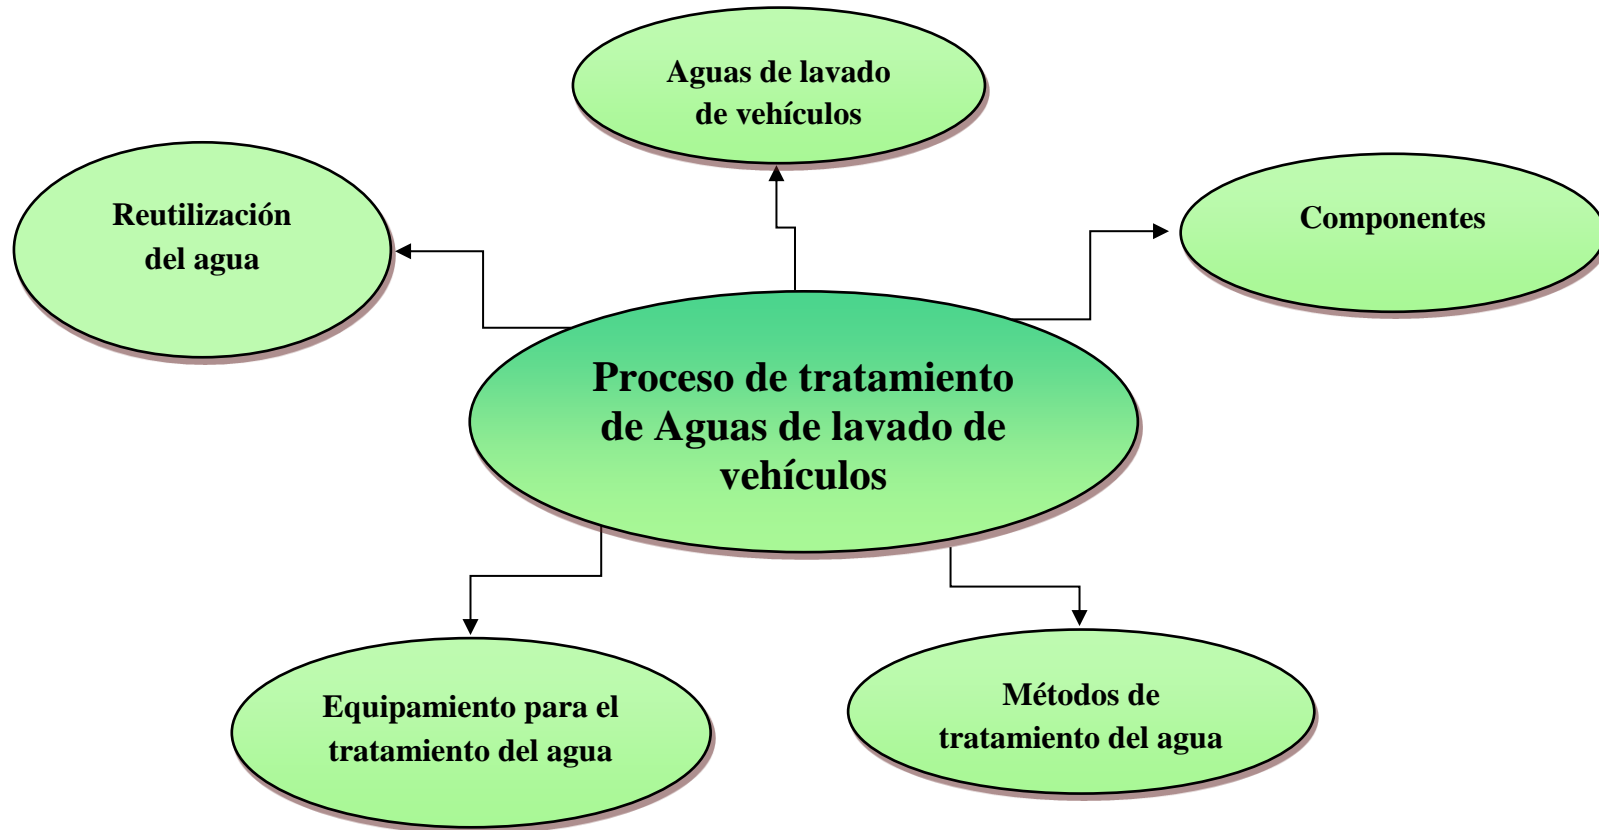 Aguas de lavado
de vehículos
Reutilización
del agua
Componentes
Proceso de tratamiento
de Aguas de lavado de
vehículos
Equipamiento para el
tratamiento del agua
Métodos de
tratamiento del agua